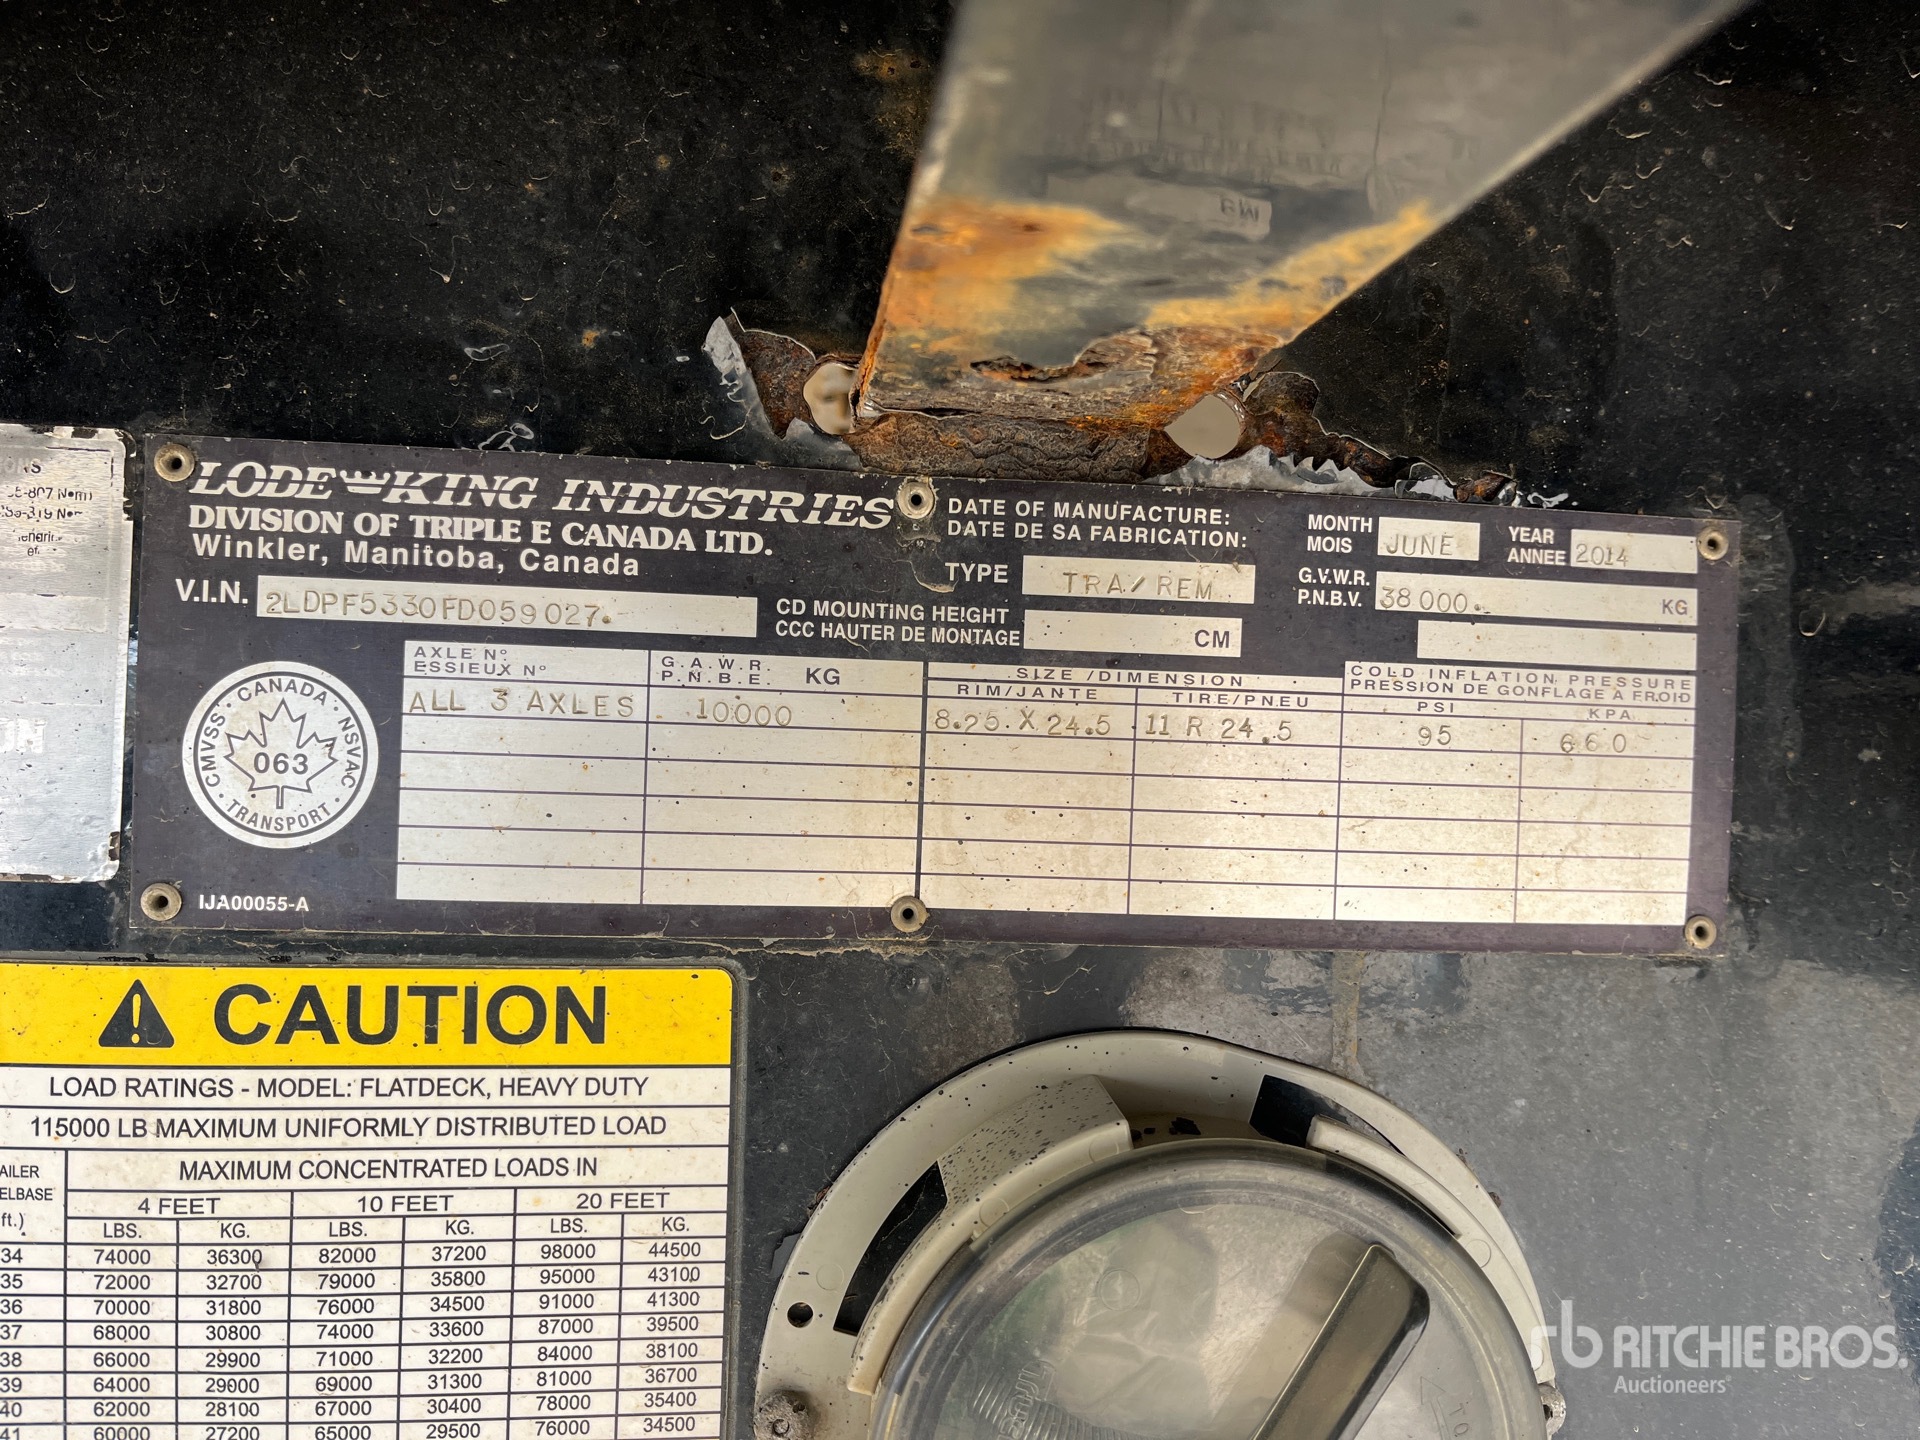 LODE KING INDUSTRIES
DIVISION OF TRIPLE E CANADA LTD.
Winkler, Manitoba, Canada
V.I.N. 2LDPF5330FD059027
DATE OF MANUFACTURE:
DATE DE SA FABRICATION:
MONTH
MOIS
JUNE
YEAR
ANNEE
2014
TYPE TRA/REM
G.V.W.R.
P.N.B.V.
38000 KG
CD MOUNTING HEIGHT
CCC HAUTER DE MONTAGE
CM
AXLE Nº
ESSIEUX Nº
G.A.W.R.
P.N.B.E.
KG
SIZE/DIMENSION
RIM/JANTE TIRE/PNEU
COLD INFLATION PRESSURE
PRESSION DE GONFLAGE A FROID
PSI KPA
ALL 3 AXLES 10000 8.25 X 24.5 11 R 24.5 95 660
CANADA
CMVSS · NSVAC
063
TRANSPORT
IJA00055-A
CAUTION
LOAD RATINGS - MODEL: FLATDECK, HEAVY DUTY
115000 LB MAXIMUM UNIFORMLY DISTRIBUTED LOAD
AILER
ELBASE
ft.)
MAXIMUM CONCENTRATED LOADS IN
4 FEET 10 FEET 20 FEET
LBS. KG. LBS. KG. LBS. KG.
34 74000 36300 82000 37200 98000 44500
35 72000 32700 79000 35800 95000 43100
36 70000 31800 76000 34500 91000 41300
37 68000 30800 74000 33600 87000 39500
38 66000 29900 71000 32200 84000 38100
39 64000 29000 69000 31300 81000 36700
40 62000 28100 67000 30400 78000 35400
41 60000 27200 65000 29500 76000 34500
rb RITCHIE BROS.
Auctioneers